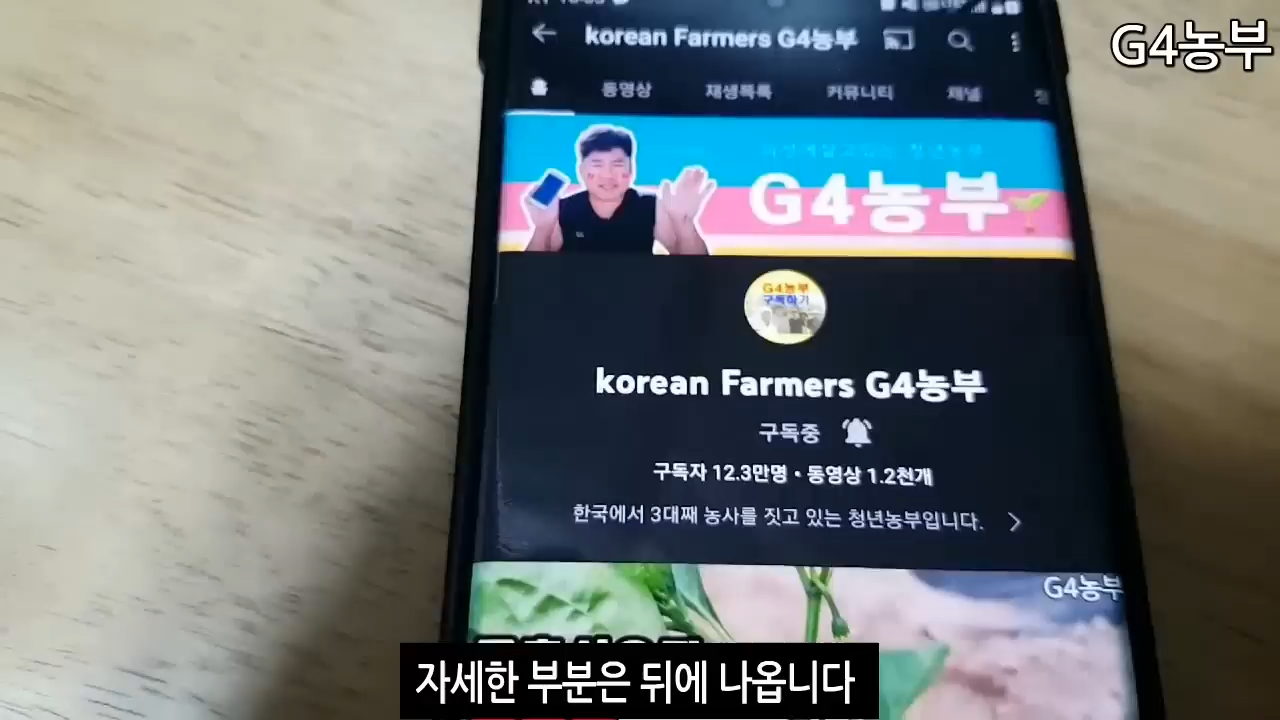 G4농부
korean Farmers G4농부
홈 동영상 재생목록 커뮤니티 채널
청년농부
G4농부
G4농부
구독하기
korean Farmers G4농부
구독중
구독자 12.3만명 • 동영상 1.2천개
한국에서 3대째 농사를 짓고 있는 청년농부입니다.
G4농부
자세한 부분은 뒤에 나옵니다